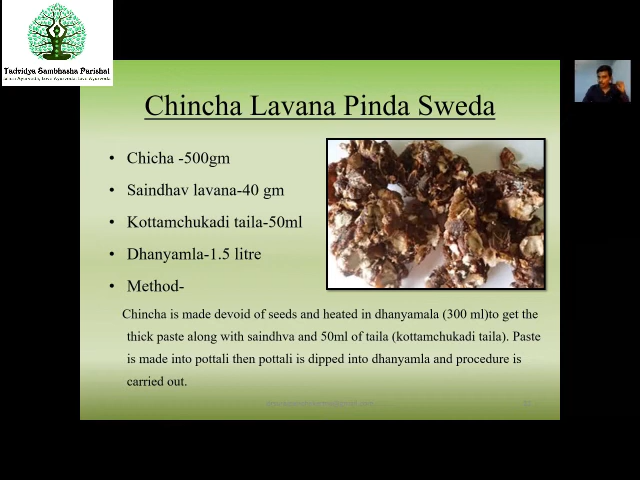 Tadvidya Sambhasha Parishat
Chincha Lavana Pinda Sweda
• Chicha -500gm
• Saindhav lavana-40 gm
• Kottamchukadi taila-50ml
• Dhanyamla-1.5 litre
• Method-
Chincha is made devoid of seeds and heated in dhanyamala (300 ml)to get the
thick paste along with saindhva and 50ml of taila (kottamchukadi taila). Paste
is made into pottali then pottali is dipped into dhanyamla and procedure is
carried out.